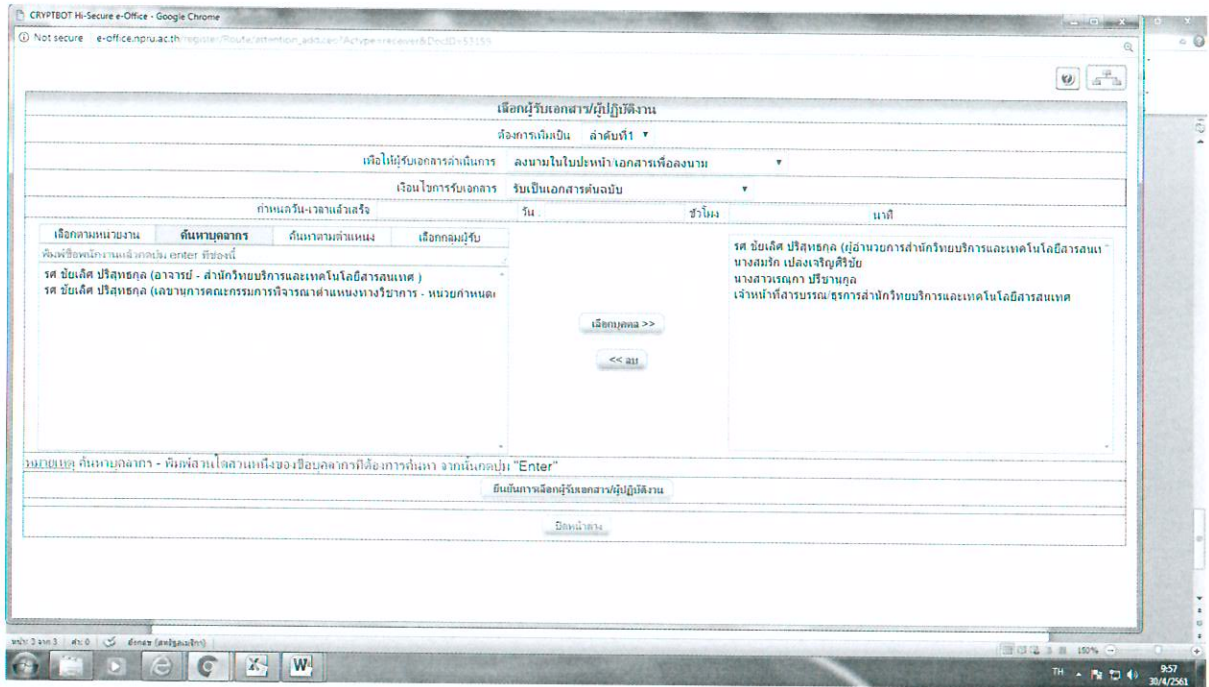 CRYPTBOT Hi-Secure e-Office - Google Chrome
Not secure e-office.npru.ac.th
เลือกผู้รับเอกสาร/ผู้ปฏิบัติงาน
ต้องการเพิ่มเป็น ลำดับที่1
เพื่อให้ผู้รับเอกสารดำเนินการ ลงนามในใบปะหน้า/เอกสารเพื่อลงนาม
เงื่อนไขการรับเอกสาร รับเป็นเอกสารต้นฉบับ
กำหนดวัน-เวลาแล้วเสร็จ วัน ชั่วโมง นาที
เลือกตามหน่วยงาน ค้นหาบุคลากร ค้นหาตามตำแหน่ง เลือกกลุ่มผู้รับ
พิมพ์ชื่อพนักงานแล้วกดปุ่ม enter ที่ช่องนี้
รศ ชัยเลิศ ปริสุทธกุล (อาจารย์ - สำนักวิทยบริการและเทคโนโลยีสารสนเทศ )
รศ ชัยเลิศ ปริสุทธกุล (เลขานุการคณะกรรมการพิจารณาตำแหน่งทางวิชาการ - หน่วยกำหนดต
รศ ชัยเลิศ ปริสุทธกุล (ผู้อำนวยการสำนักวิทยบริการและเทคโนโลยีสารสนเท
นางสมรัก เปล่งเจริญศิริชัย
นางสาวเรณุกา ปรีชานุกูล
เจ้าหน้าที่สารบรรณ/ธุรการสำนักวิทยบริการและเทคโนโลยีสารสนเทศ
เลือกบุคคล >>
<< ลบ
หมายเหตุ ค้นหาบุคลากร - พิมพ์ส่วนใดส่วนหนึ่งของชื่อบุคลากรที่ต้องการค้นหา จากนั้นกดปุ่ม "Enter"
ยืนยันการเลือกผู้รับเอกสาร/ผู้ปฏิบัติงาน
ปิดหน้าต่าง
หน้า: 3 จาก 3 คำ: 0 อังกฤษ (สหรัฐอเมริกา)
150%
TH 9:57
30/4/2561